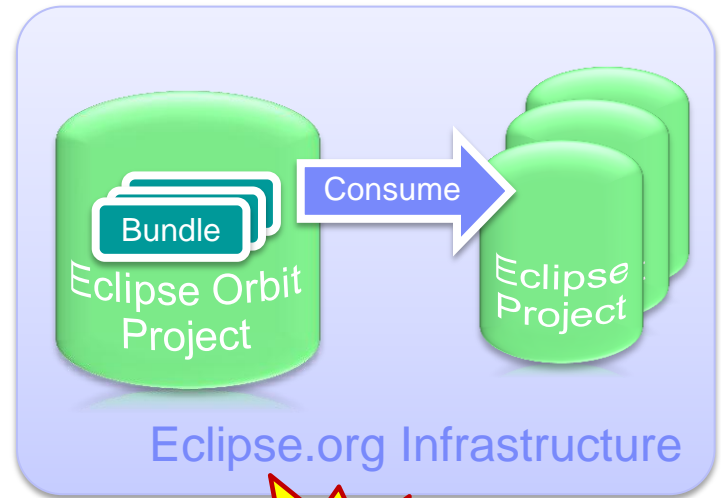 Consume
Bundle
Eclipse Orbit
Project
Eclipse
Project
Eclipse.org Infrastructure